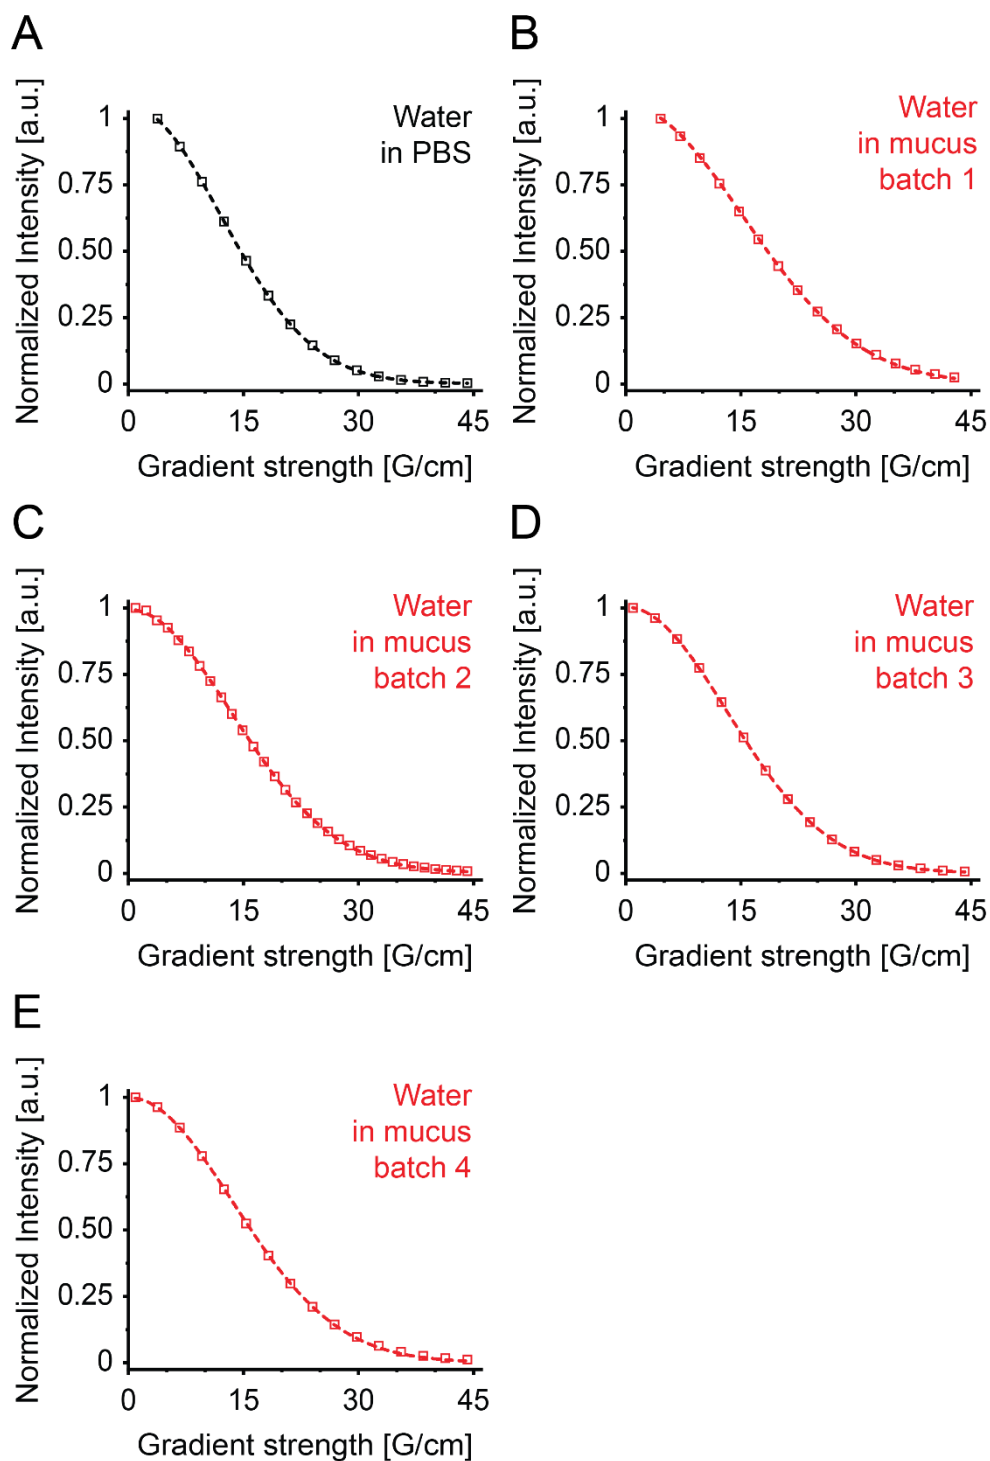 A
Normalized Intensity [a.u.]
1
0.75
0.50
0.25
0
0 15 30 45
Gradient strength [G/cm]
Water
in PBS
B
Normalized Intensity [a.u.]
1
0.75
0.50
0.25
0
0 15 30 45
Gradient strength [G/cm]
Water
in mucus
batch 1
C
Normalized Intensity [a.u.]
1
0.75
0.50
0.25
0
0 15 30 45
Gradient strength [G/cm]
Water
in mucus
batch 2
D
Normalized Intensity [a.u.]
1
0.75
0.50
0.25
0
0 15 30 45
Gradient strength [G/cm]
Water
in mucus
batch 3
E
Normalized Intensity [a.u.]
1
0.75
0.50
0.25
0
0 15 30 45
Gradient strength [G/cm]
Water
in mucus
batch 4